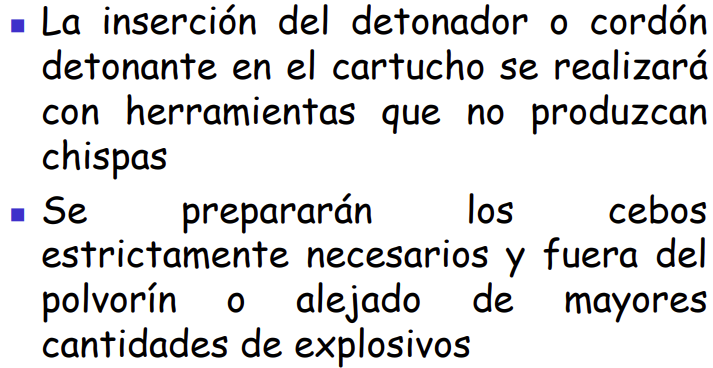 La inserción del detonador o cordón
detonante en el cartucho se realizará
con herramientas que no produzcan
chispas
Se prepararán los cebos
estrictamente necesarios y fuera del
polvorín o alejado de mayores
cantidades de explosivos